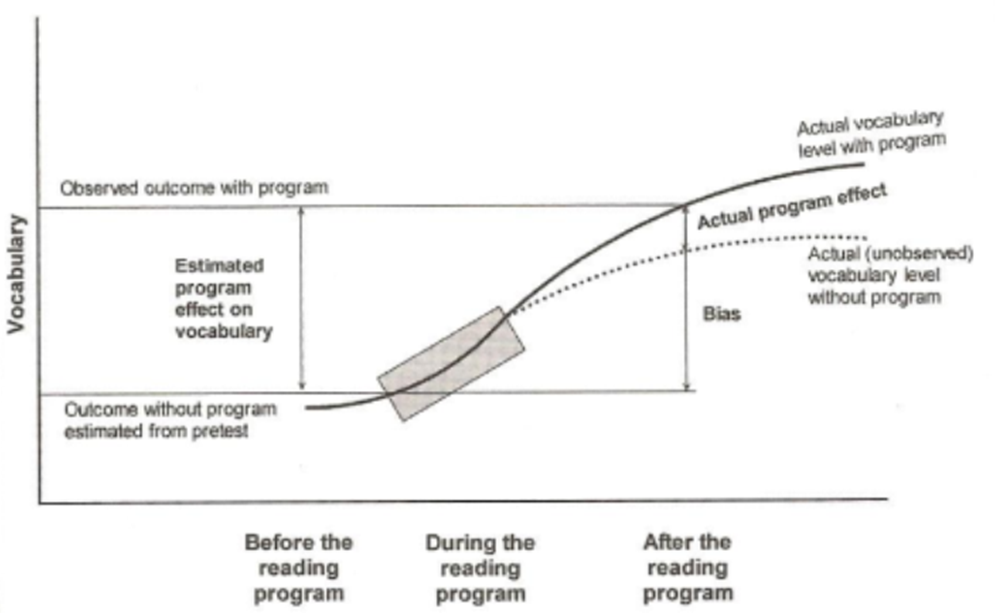 Actual vocabulary
level with program
Observed outcome with program
Actual program effect
Estimated
program
effect on
vocabulary
Actual (unobserved)
vocabulary level
without program
Bias
Vocabulary
Outcome without program
estimated from pretest
Before the
reading
program
During the
reading
program
After the
reading
program